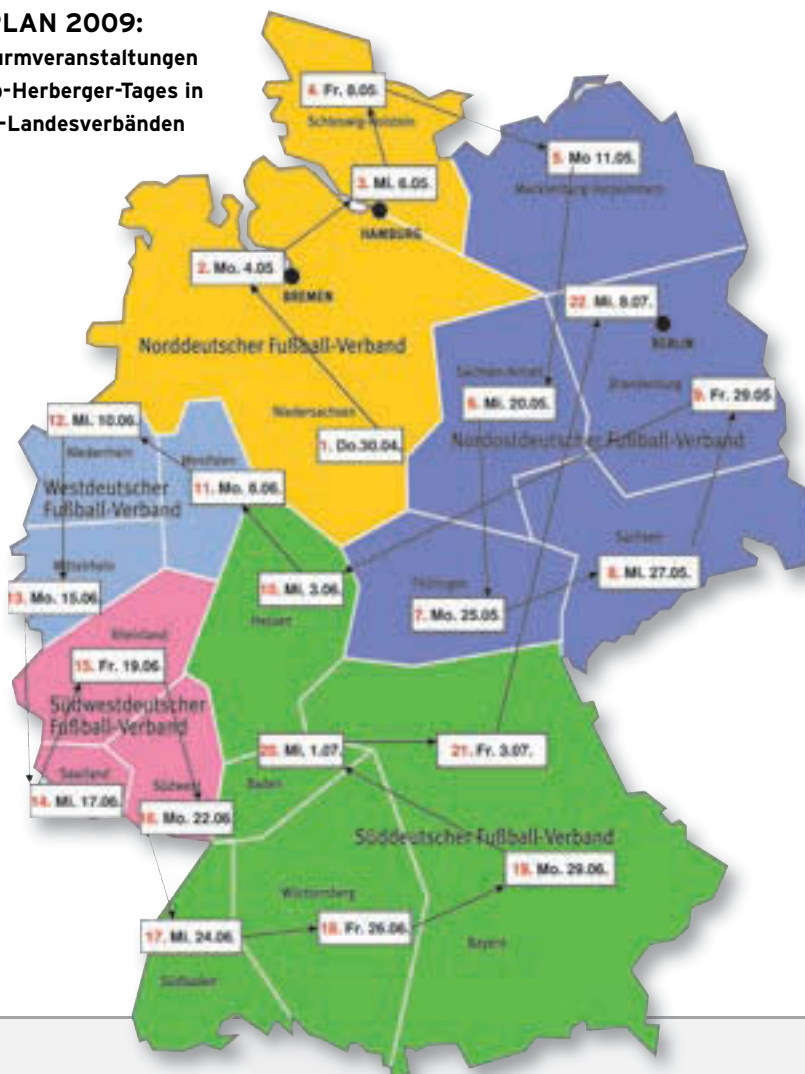 PLAN 2009:
urmveranstaltungen
-Herberger-Tages in
-Landesverbänden
4. Fr. 8.05.
Schleswig-Holstein
5. Mo 11.05.
Mecklenburg-Vorpommern
3. Mi. 6.05.
HAMBURG
2. Mo. 4.05.
BREMEN
22. Mi. 8.07.
BERLIN
Norddeutscher Fußball-Verband
Sachsen-Anhalt
Brandenburg
9. Fr. 29.05.
6. Mi. 20.05.
12. Mi. 10.06.
Niedersachsen
1. Do.30.04.
Nordostdeutscher Fußball-Verband
Niederrhein
Westfalen
11. Mo. 8.06.
Westdeutscher
Fußball-Verband
Sachsen
Mittelrhein
8. Mi. 27.05.
10. Mi. 3.06.
Thüringen
13. Mo. 15.06.
7. Mo. 25.05.
Hessen
Rheinland
15. Fr. 19.06.
Südwestdeutscher
Fußball-Verband
20. Mi. 1.07.
21. Fr. 3.07.
Saarland
Südwest
Baden
14. Mi. 17.06.
16. Mo. 22.06.
Süddeutscher Fußball-Verband
19. Mo. 29.06.
Württemberg
17. Mi. 24.06.
18. Fr. 26.06.
Bayern
Südbaden